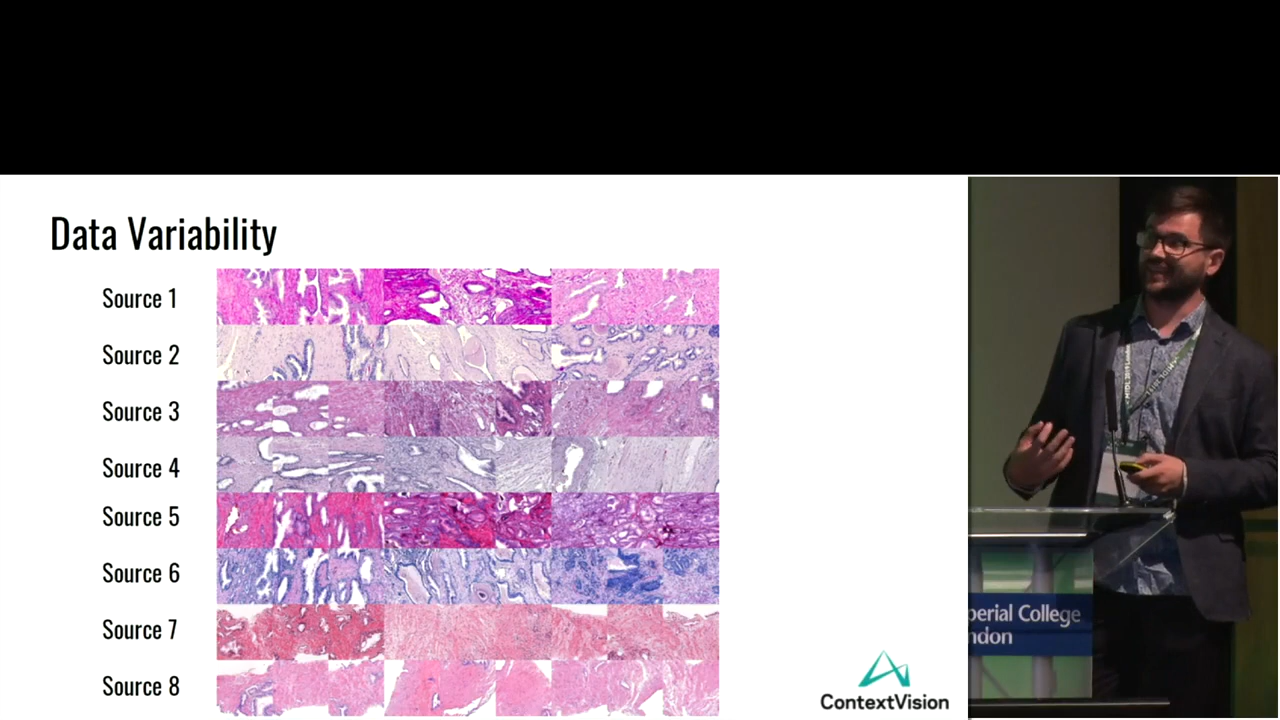 Data Variability
Source 1
Source 2
Source 3
Source 4
Source 5
Source 6
Source 7
Source 8
ContextVision
perial College
ndon